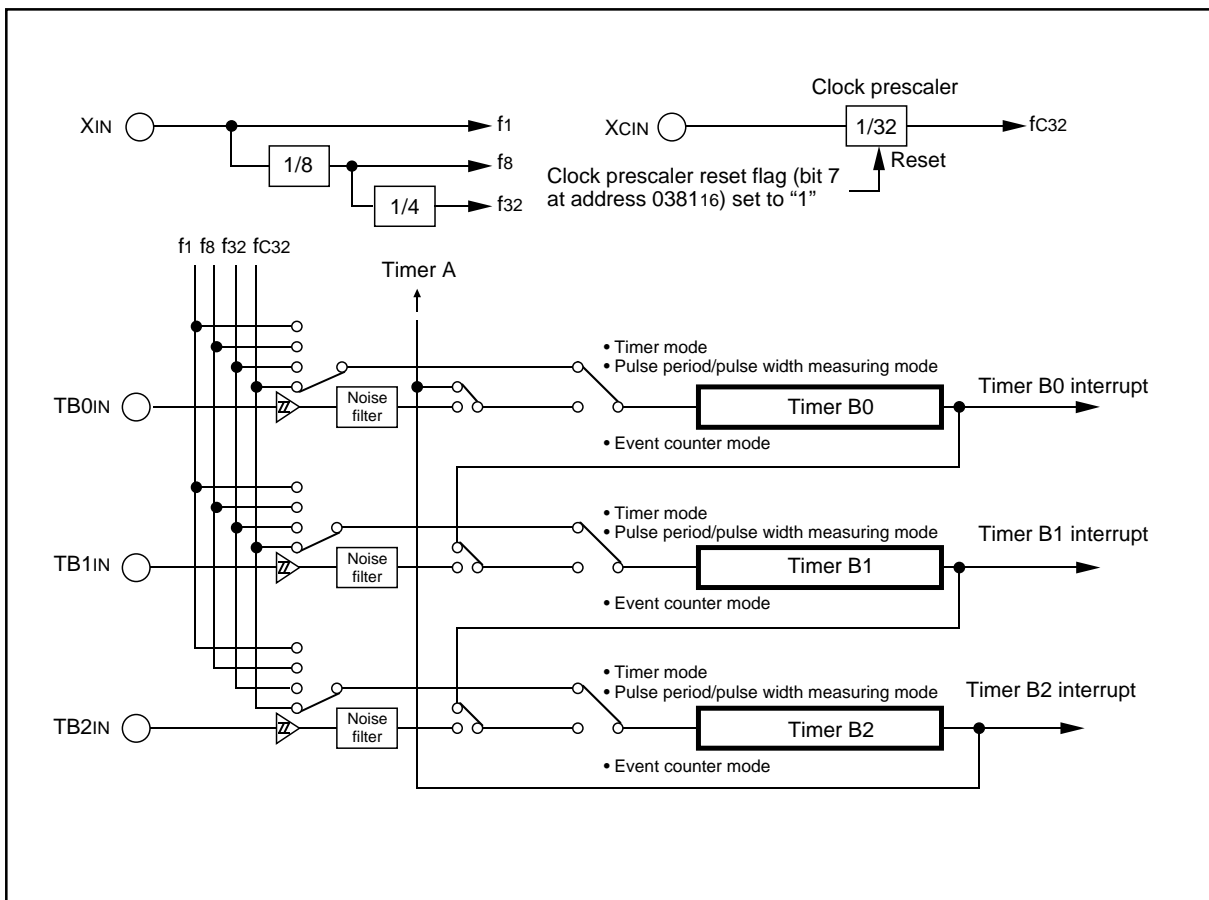 Clock prescaler
XIN
f1
XCIN
1/32
fC32
1/8
f8
Reset
Clock prescaler reset flag (bit 7
at address 038116) set to “1”
1/4
f32
f1 f8 f32 fC32
Timer A
• Timer mode
• Pulse period/pulse width measuring mode
TB0IN
Noise
filter
Timer B0
Timer B0 interrupt
• Event counter mode
• Timer mode
• Pulse period/pulse width measuring mode
TB1IN
Noise
filter
Timer B1
Timer B1 interrupt
• Event counter mode
• Timer mode
• Pulse period/pulse width measuring mode
TB2IN
Noise
filter
Timer B2
Timer B2 interrupt
• Event counter mode